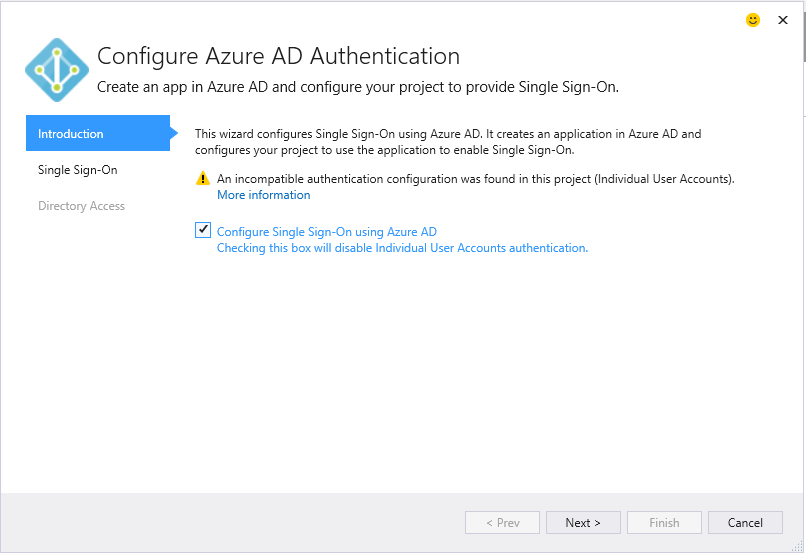 Configure Azure AD Authentication
Create an app in Azure AD and configure your project to provide Single Sign-On.
Introduction
Single Sign-On
Directory Access
This wizard configures Single Sign-On using Azure AD. It creates an application in Azure AD and
configures your project to use the application to enable Single Sign-On.
An incompatible authentication configuration was found in this project (Individual User Accounts).
More information
Configure Single Sign-On using Azure AD
Checking this box will disable Individual User Accounts authentication.
< Prev
Next >
Finish
Cancel